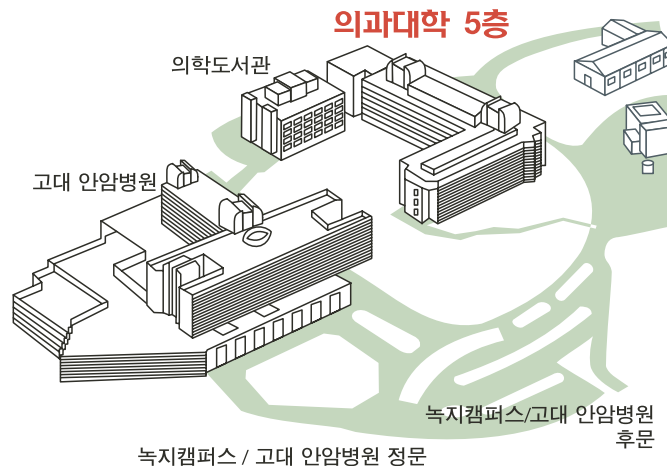 의과대학 5층
의학도서관
고대 안암병원
녹지캠퍼스/고대 안암병원
후문
녹지캠퍼스 / 고대 안암병원 정문